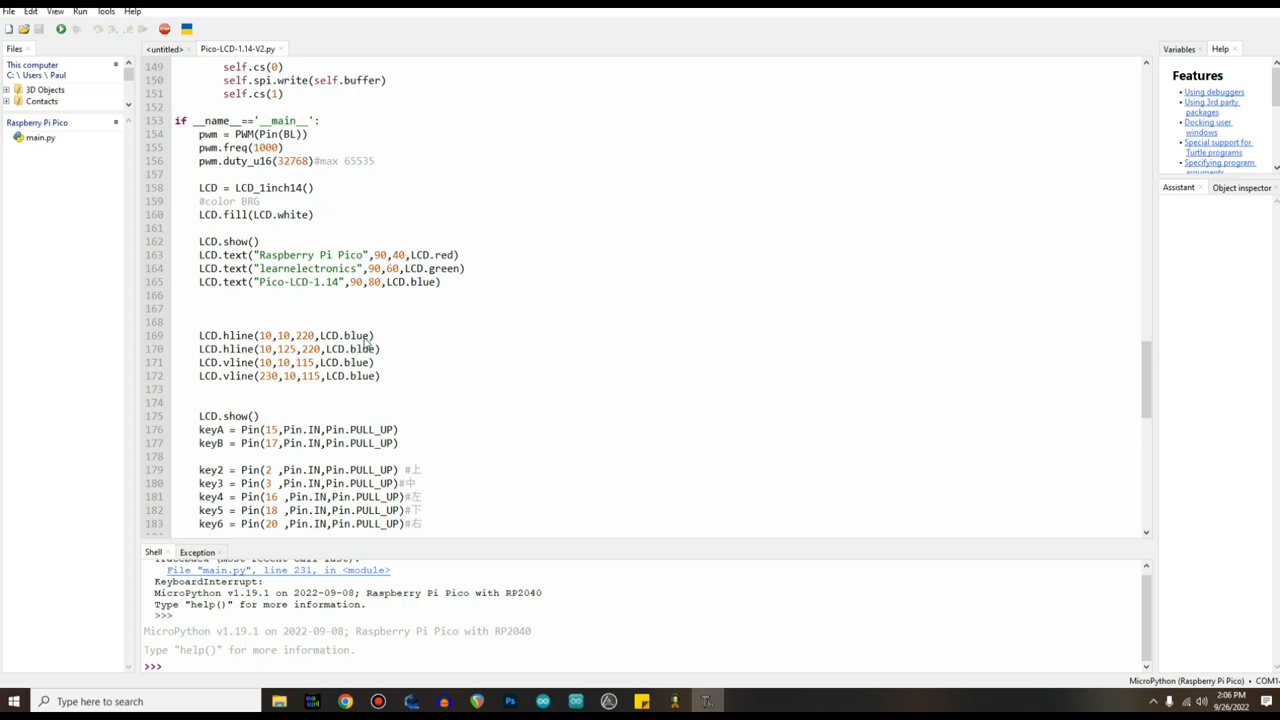 File Edit View Run Tools Help
Files
<untitled>
Pico-LCD-1.14-V2.py
Variables
Help
This computer
C: \ Users \ Paul
3D Objects
Contacts
Raspberry Pi Pico
main.py
149 self.cs(0)
150 self.spi.write(self.buffer)
151 self.cs(1)
152
153 if __name__=='__main__':
154 pwm = PWM(Pin(BL))
155 pwm.freq(1000)
156 pwm.duty_u16(32768)#max 65535
157
158 LCD = LCD_1inch14()
159 #color BRG
160 LCD.fill(LCD.white)
161
162 LCD.show()
163 LCD.text("Raspberry Pi Pico",90,40,LCD.red)
164 LCD.text("learnelectronics",90,60,LCD.green)
165 LCD.text("Pico-LCD-1.14",90,80,LCD.blue)
166
167
168
169 LCD.hline(10,10,220,LCD.blue)
170 LCD.hline(10,125,220,LCD.blue)
171 LCD.vline(10,10,115,LCD.blue)
172 LCD.vline(230,10,115,LCD.blue)
173
174
175 LCD.show()
176 keyA = Pin(15,Pin.IN,Pin.PULL_UP)
177 keyB = Pin(17,Pin.IN,Pin.PULL_UP)
178
179 key2 = Pin(2 ,Pin.IN,Pin.PULL_UP) #上
180 key3 = Pin(3 ,Pin.IN,Pin.PULL_UP)#中
181 key4 = Pin(16 ,Pin.IN,Pin.PULL_UP)#左
182 key5 = Pin(18 ,Pin.IN,Pin.PULL_UP)#下
183 key6 = Pin(20 ,Pin.IN,Pin.PULL_UP)#右
Features
Using debuggers
Using 3rd party
packages
Docking user
windows
Special support for
Turtle programs
Specifying program
arguments
Assistant
Object inspector
Shell
Exception
Traceback (most recent call last):
File "main.py", line 231, in <module>
KeyboardInterrupt:
MicroPython v1.19.1 on 2022-09-08; Raspberry Pi Pico with RP2040
Type "help()" for more information.
>>>
MicroPython v1.19.1 on 2022-09-08; Raspberry Pi Pico with RP2040
Type "help()" for more information.
>>>
MicroPython (Raspberry Pi Pico) • COM1
Type here to search
2:06 PM
9/26/2022